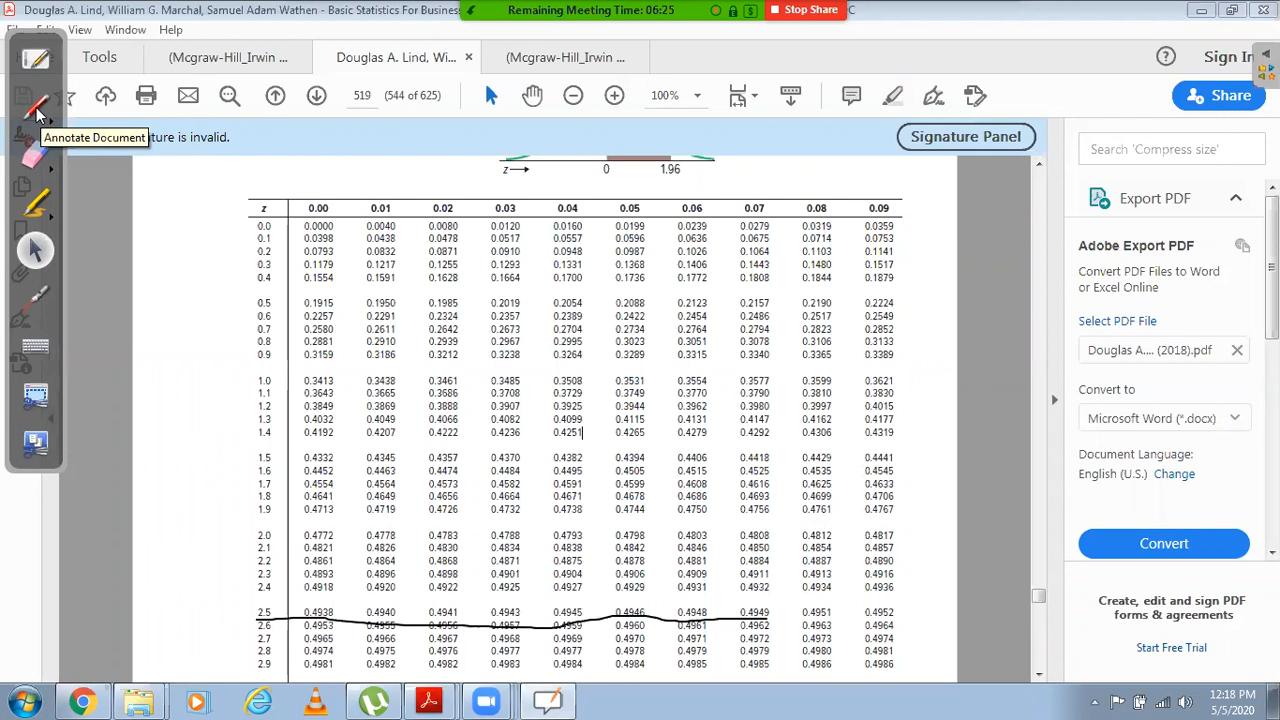 Douglas A. Lind, William G. Marchal, Samuel Adam Wathen - Basic Statistics For Business
Remaining Meeting Time: 06:25
Stop Share
C
View Window Help
Tools
(Mcgraw-Hill_Irwin ...
Douglas A. Lind, Wi... ×
(Mcgraw-Hill_Irwin ...
Sign In
519 (544 of 625)
100%
Share
Annotate Document
ture is invalid.
Signature Panel
Search 'Compress size'
z 0 1.96
z 0.00 0.01 0.02 0.03 0.04 0.05 0.06 0.07 0.08 0.09
0.0 0.0000 0.0040 0.0080 0.0120 0.0160 0.0199 0.0239 0.0279 0.0319 0.0359
0.1 0.0398 0.0438 0.0478 0.0517 0.0557 0.0596 0.0636 0.0675 0.0714 0.0753
0.2 0.0793 0.0832 0.0871 0.0910 0.0948 0.0987 0.1026 0.1064 0.1103 0.1141
0.3 0.1179 0.1217 0.1255 0.1293 0.1331 0.1368 0.1406 0.1443 0.1480 0.1517
0.4 0.1554 0.1591 0.1628 0.1664 0.1700 0.1736 0.1772 0.1808 0.1844 0.1879
0.5 0.1915 0.1950 0.1985 0.2019 0.2054 0.2088 0.2123 0.2157 0.2190 0.2224
0.6 0.2257 0.2291 0.2324 0.2357 0.2389 0.2422 0.2454 0.2486 0.2517 0.2549
0.7 0.2580 0.2611 0.2642 0.2673 0.2704 0.2734 0.2764 0.2794 0.2823 0.2852
0.8 0.2881 0.2910 0.2939 0.2967 0.2995 0.3023 0.3051 0.3078 0.3106 0.3133
0.9 0.3159 0.3186 0.3212 0.3238 0.3264 0.3289 0.3315 0.3340 0.3365 0.3389
1.0 0.3413 0.3438 0.3461 0.3485 0.3508 0.3531 0.3554 0.3577 0.3599 0.3621
1.1 0.3643 0.3665 0.3686 0.3708 0.3729 0.3749 0.3770 0.3790 0.3810 0.3830
1.2 0.3849 0.3869 0.3888 0.3907 0.3925 0.3944 0.3962 0.3980 0.3997 0.4015
1.3 0.4032 0.4049 0.4066 0.4082 0.4099 0.4115 0.4131 0.4147 0.4162 0.4177
1.4 0.4192 0.4207 0.4222 0.4236 0.4251 0.4265 0.4279 0.4292 0.4306 0.4319
1.5 0.4332 0.4345 0.4357 0.4370 0.4382 0.4394 0.4406 0.4418 0.4429 0.4441
1.6 0.4452 0.4463 0.4474 0.4484 0.4495 0.4505 0.4515 0.4525 0.4535 0.4545
1.7 0.4554 0.4564 0.4573 0.4582 0.4591 0.4599 0.4608 0.4616 0.4625 0.4633
1.8 0.4641 0.4649 0.4656 0.4664 0.4671 0.4678 0.4686 0.4693 0.4699 0.4706
1.9 0.4713 0.4719 0.4726 0.4732 0.4738 0.4744 0.4750 0.4756 0.4761 0.4767
2.0 0.4772 0.4778 0.4783 0.4788 0.4793 0.4798 0.4803 0.4808 0.4812 0.4817
2.1 0.4821 0.4826 0.4830 0.4834 0.4838 0.4842 0.4846 0.4850 0.4854 0.4857
2.2 0.4861 0.4864 0.4868 0.4871 0.4875 0.4878 0.4881 0.4884 0.4887 0.4890
2.3 0.4893 0.4896 0.4898 0.4901 0.4904 0.4906 0.4909 0.4911 0.4913 0.4916
2.4 0.4918 0.4920 0.4922 0.4925 0.4927 0.4929 0.4931 0.4932 0.4934 0.4936
2.5 0.4938 0.4940 0.4941 0.4943 0.4945 0.4946 0.4948 0.4949 0.4951 0.4952
2.6 0.4953 0.4955 0.4956 0.4957 0.4959 0.4960 0.4961 0.4962 0.4963 0.4964
2.7 0.4965 0.4966 0.4967 0.4968 0.4969 0.4970 0.4971 0.4972 0.4973 0.4974
2.8 0.4974 0.4975 0.4976 0.4977 0.4977 0.4978 0.4979 0.4979 0.4980 0.4981
2.9 0.4981 0.4982 0.4982 0.4983 0.4984 0.4984 0.4985 0.4985 0.4986 0.4986
Export PDF
Adobe Export PDF
Convert PDF Files to Word
or Excel Online
Select PDF File
Douglas A.... (2018).pdf
Convert to
Microsoft Word (*.docx)
Document Language:
English (U.S.) Change
Convert
Create, edit and sign PDF
forms & agreements
Start Free Trial
12:18 PM
5/5/2020